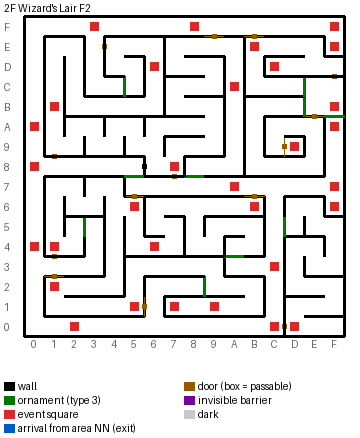 2F Wizard's Lair F2
F
E
D
C
B
A
9
8
7
6
5
4
3
2
1
0
0 1 2 3 4 5 6 7 8 9 A B C D E F
wall
ornament (type 3)
event square
arrival from area NN (exit)
door (box = passable)
invisible barrier
dark